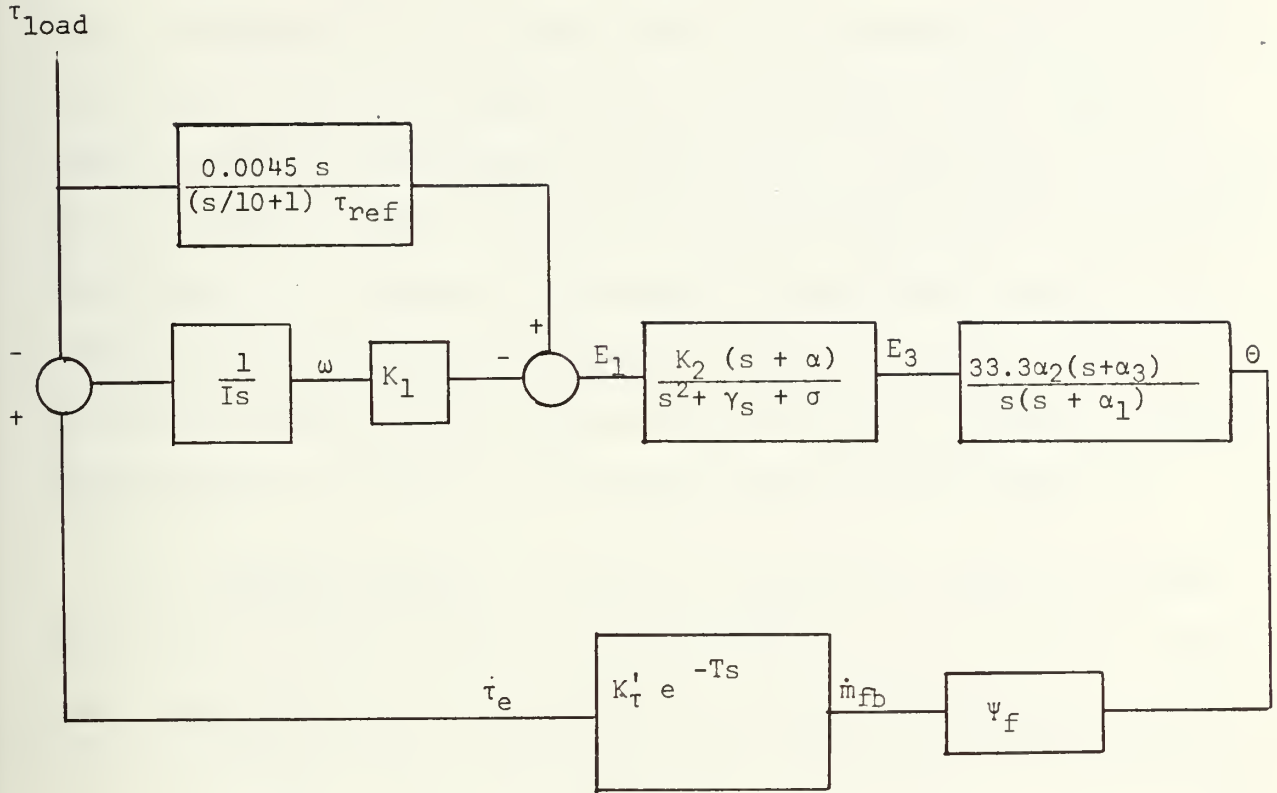 τload
0.0045 s
(s/10+1) τref
-
+
1
Is
ω
K1
-
+
E1
K2 (s + α)
s2+ γs + σ
E3
33.3α2(s+α3)
s(s + α1)
Θ
τ̇e
K'τ e -Ts
ṁfb
Ψf